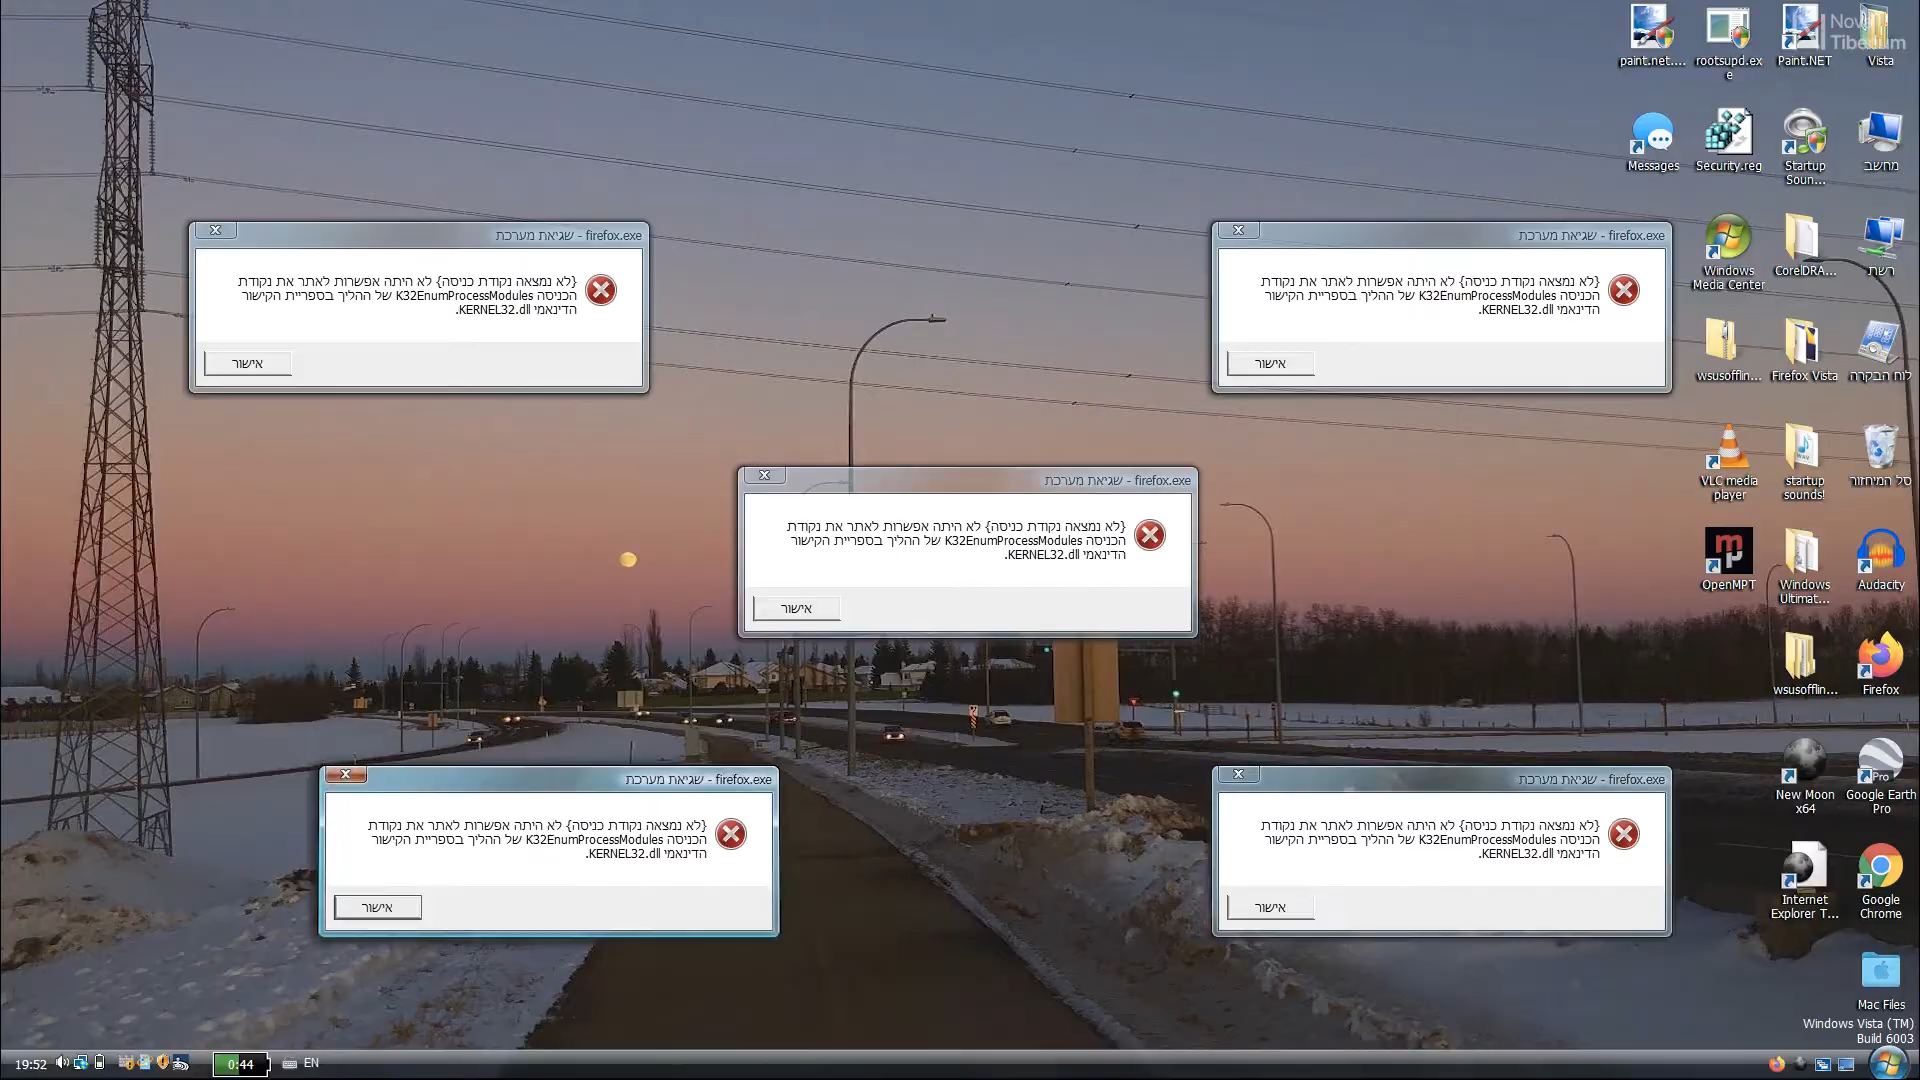 Nova
Tiberium
paint.net....
rootsupd.ex
e
Paint.NET
Vista
Messages
Security.reg
Startup
Soun...
מחשב
Windows
Media Center
CorelDRA...
רשת
wsusofflin...
Firefox Vista
לוח הבקרה
VLC media
player
startup
sounds!
סל המיחזור
OpenMPT
Windows
Ultimat...
Audacity
wsusofflin...
Firefox
New Moon
x64
Google Earth
Pro
Internet
Explorer T...
Google
Chrome
Mac Files
Windows Vista (TM)
Build 6003
firefox.exe - שגיאת מערכת
{לא נמצאה נקודת כניסה} לא היתה אפשרות לאתר את נקודת
הכניסה K32EnumProcessModules של ההליך בספריית הקישור
הדינאמי KERNEL32.dll.
אישור
firefox.exe - שגיאת מערכת
{לא נמצאה נקודת כניסה} לא היתה אפשרות לאתר את נקודת
הכניסה K32EnumProcessModules של ההליך בספריית הקישור
הדינאמי KERNEL32.dll.
אישור
firefox.exe - שגיאת מערכת
{לא נמצאה נקודת כניסה} לא היתה אפשרות לאתר את נקודת
הכניסה K32EnumProcessModules של ההליך בספריית הקישור
הדינאמי KERNEL32.dll.
אישור
firefox.exe - שגיאת מערכת
{לא נמצאה נקודת כניסה} לא היתה אפשרות לאתר את נקודת
הכניסה K32EnumProcessModules של ההליך בספריית הקישור
הדינאמי KERNEL32.dll.
אישור
firefox.exe - שגיאת מערכת
{לא נמצאה נקודת כניסה} לא היתה אפשרות לאתר את נקודת
הכניסה K32EnumProcessModules של ההליך בספריית הקישור
הדינאמי KERNEL32.dll.
אישור
19:52
0:44
EN